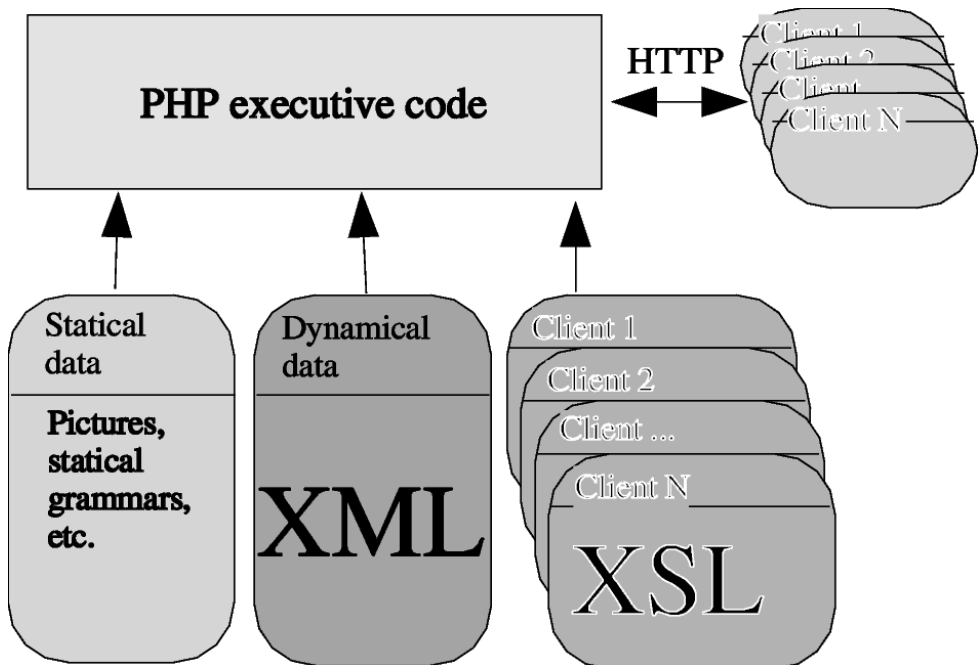 PHP executive code
HTTP
Client 1
Client 2
Client
Client N
Statical
data
Pictures,
statical
grammars,
etc.
Dynamical
data
XML
Client 1
Client 2
Client ...
Client N
XSL